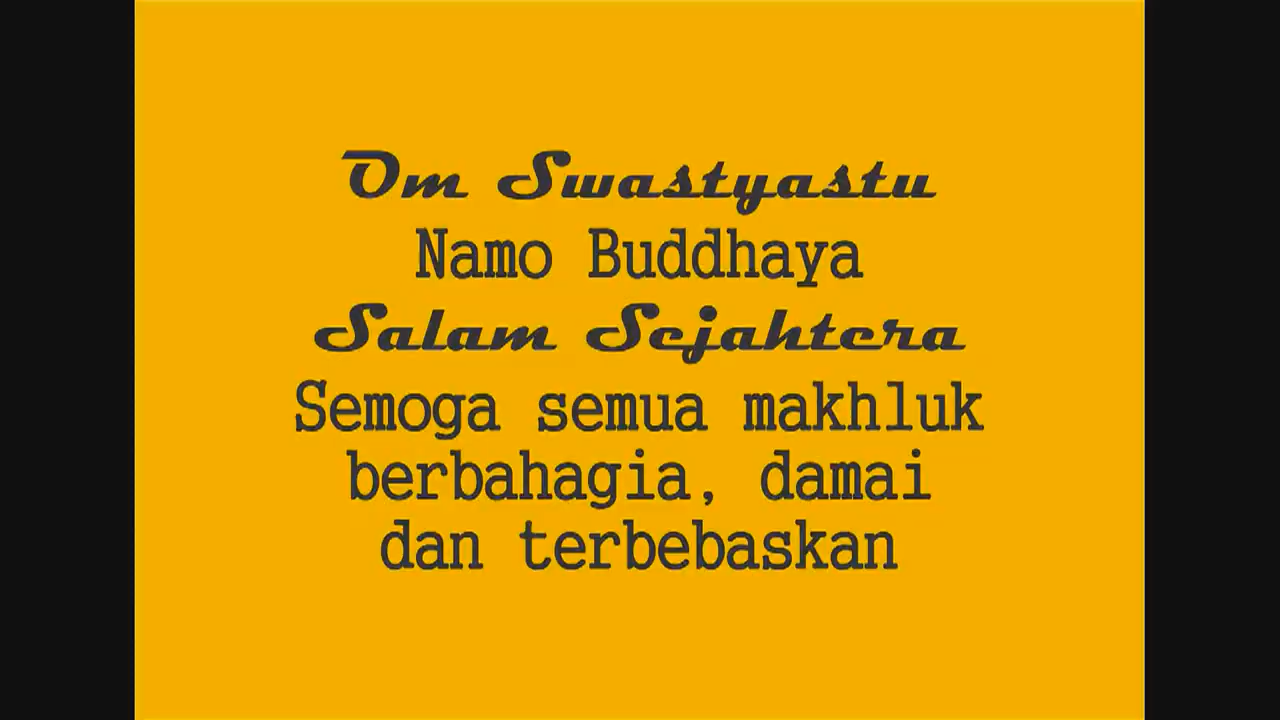 Om Swastyastu
Namo Buddhaya
Salam Sejahtera
Semoga semua makhluk
berbahagia, damai
dan terbebaskan